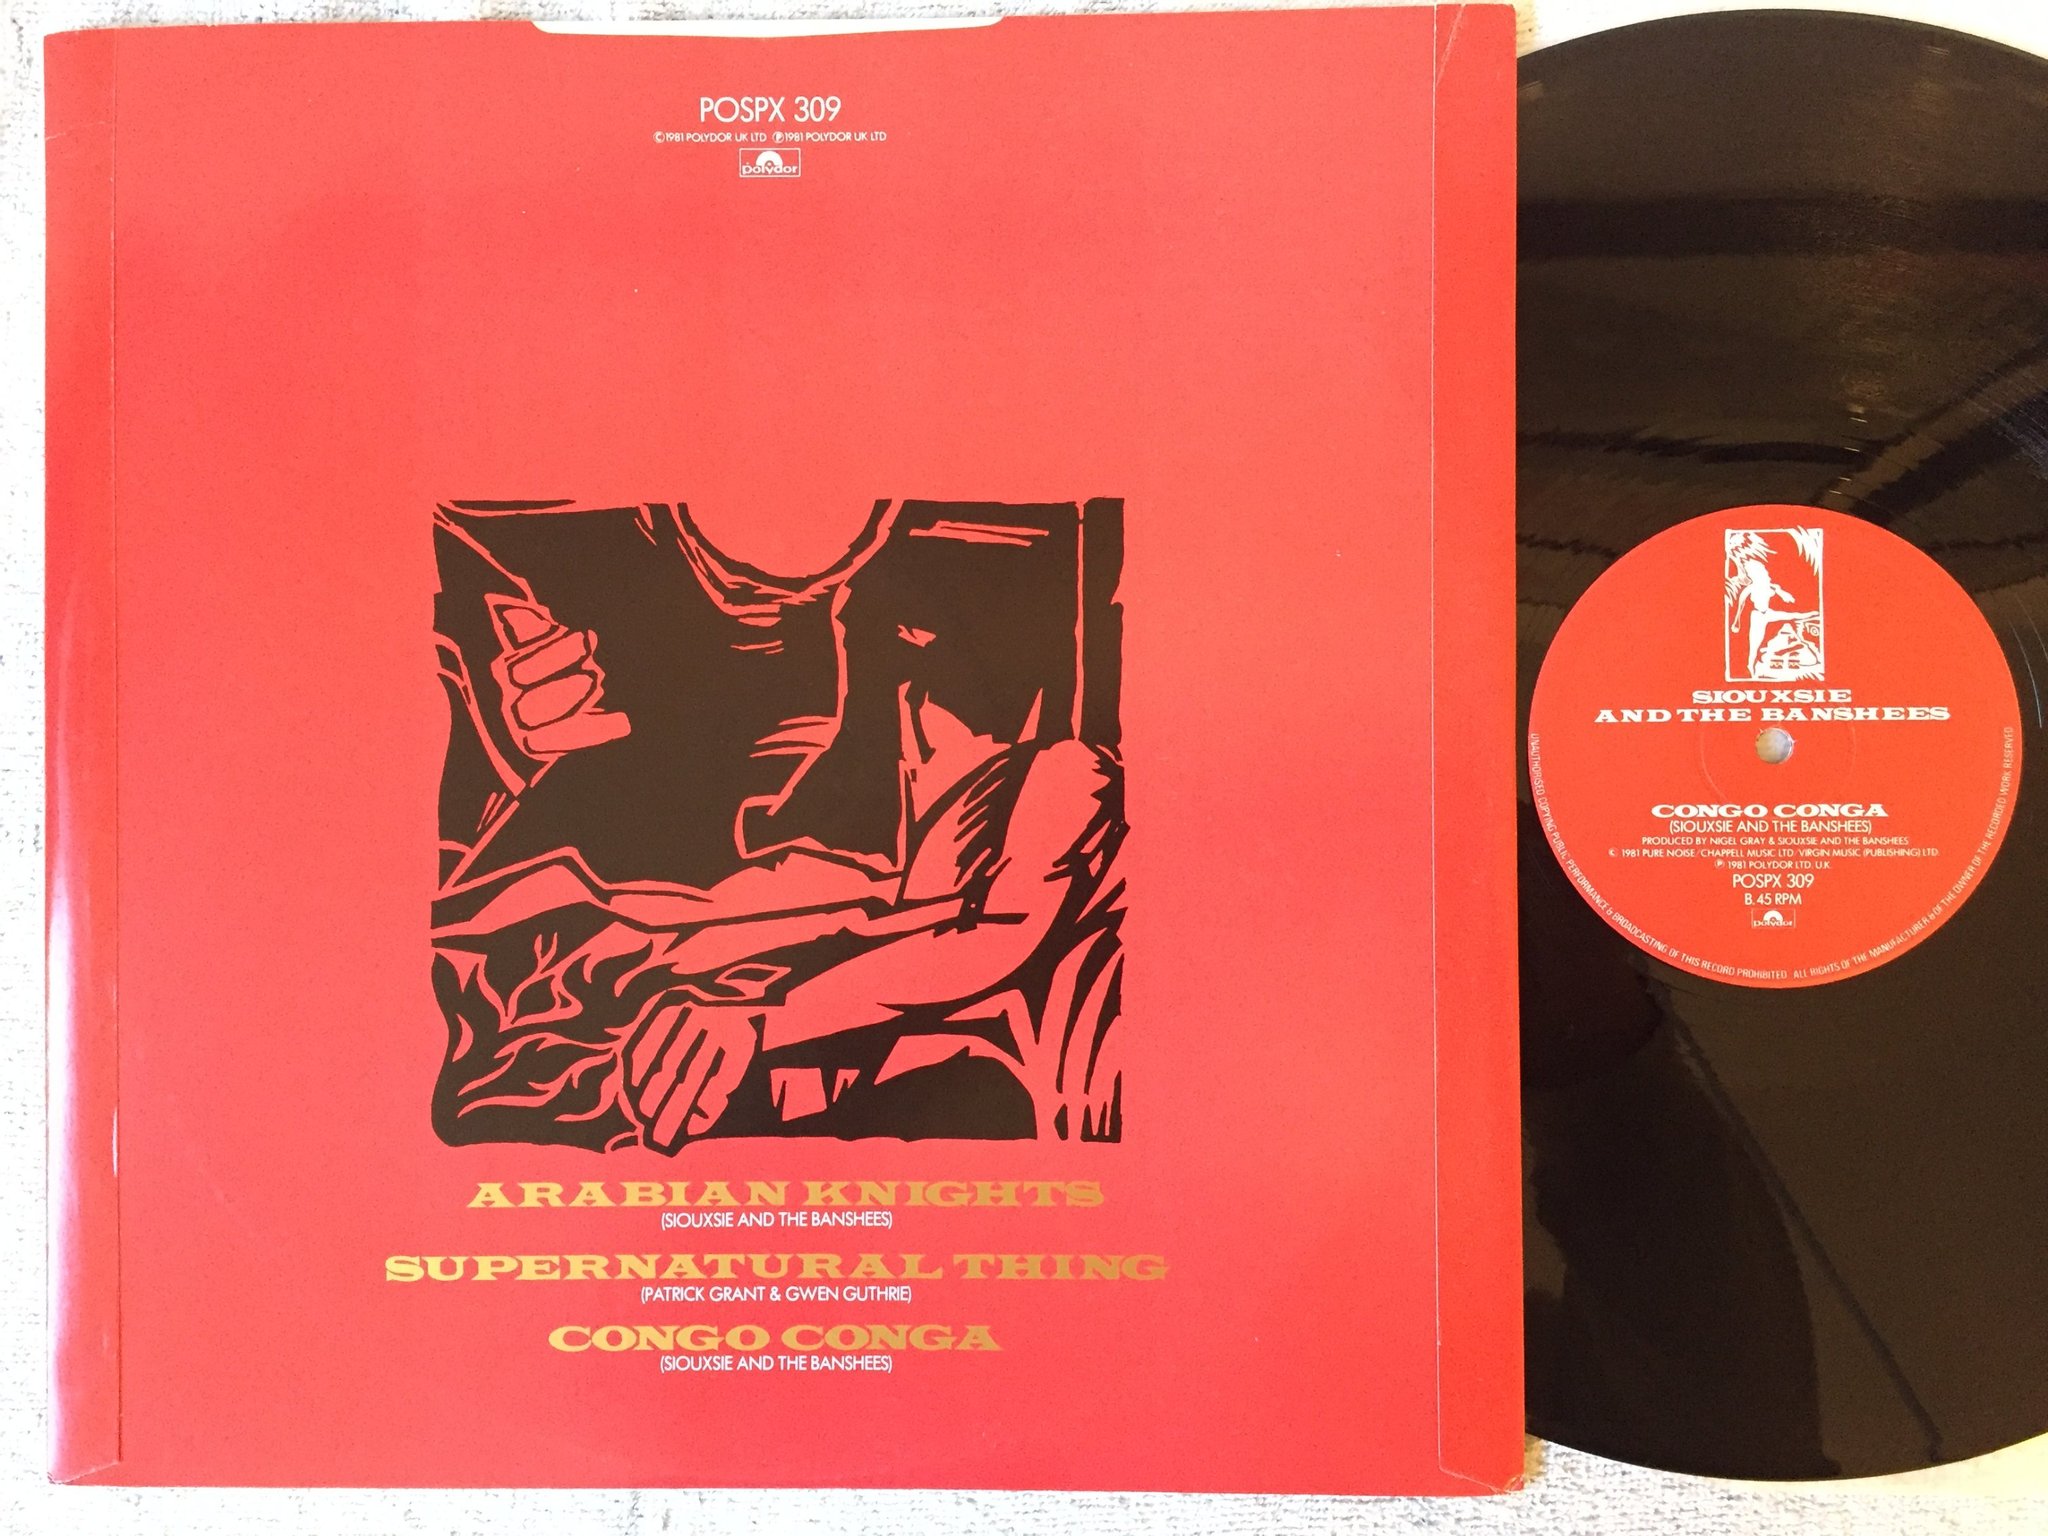 POSPX 309
©1981 POLYDOR UK LTD ℗1981 POLYDOR UK LTD
polydor
ARABIAN KNIGHTS
(SIOUXSIE AND THE BANSHEES)
SUPERNATURAL THING
(PATRICK GRANT & GWEN GUTHRIE)
CONGO CONGA
(SIOUXSIE AND THE BANSHEES)
SIOUXSIE
AND THE BANSHEES
CONGO CONGA
(SIOUXSIE AND THE BANSHEES)
PRODUCED BY NIGEL GRAY & SIOUXSIE AND THE BANSHEES
© 1981 PURE NOISE/CHAPPELL MUSIC LTD/VIRGIN MUSIC (PUBLISHING) LTD.
℗ 1981 POLYDOR LTD. U.K.
POSPX 309
B. 45 RPM
polydor
UNAUTHORISED COPYING PUBLIC PERFORMANCE & BROADCASTING OF THIS RECORD PROHIBITED. ALL RIGHTS OF THE MANUFACTURER & OF THE OWNER OF THE RECORDED WORK RESERVED